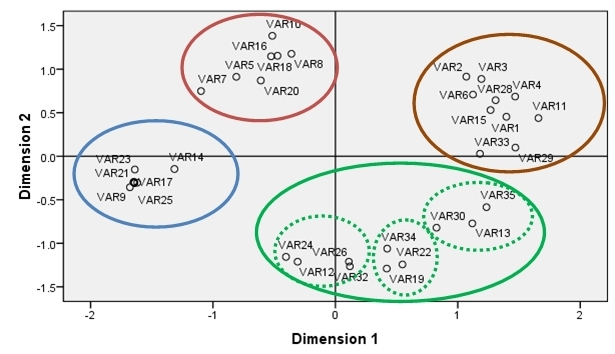 1.5
1.0
0.5
0.0
-0.5
-1.0
-1.5
Dimension 2
VAR10
VAR16
VAR5
VAR18
VAR8
VAR7
VAR20
VAR2
VAR3
VAR6
VAR28
VAR4
VAR15
VAR11
VAR1
VAR33
VAR29
VAR23
VAR14
VAR21
VAR17
VAR9
VAR25
VAR35
VAR30
VAR13
VAR24
VAR26
VAR34
VAR22
VAR12
VAR32
VAR19
-2
-1
0
1
2
Dimension 1